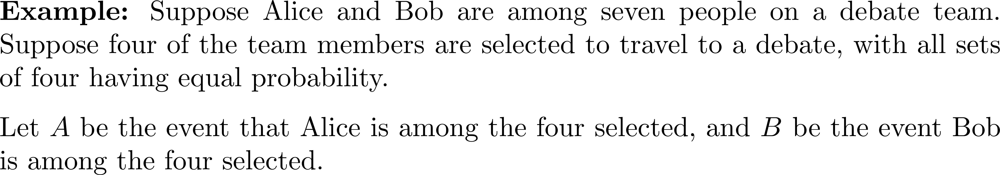 Example: Suppose Alice and Bob are among seven people on a debate team.
Suppose four of the team members are selected to travel to a debate, with all sets
of four having equal probability.
Let A be the event that Alice is among the four selected, and B be the event Bob
is among the four selected.